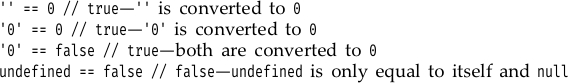 '' == 0 // true—'' is converted to 0
'0' == 0 // true—'0' is converted to 0
'0' == false // true—both are converted to 0
undefined == false // false—undefined is only equal to itself and null